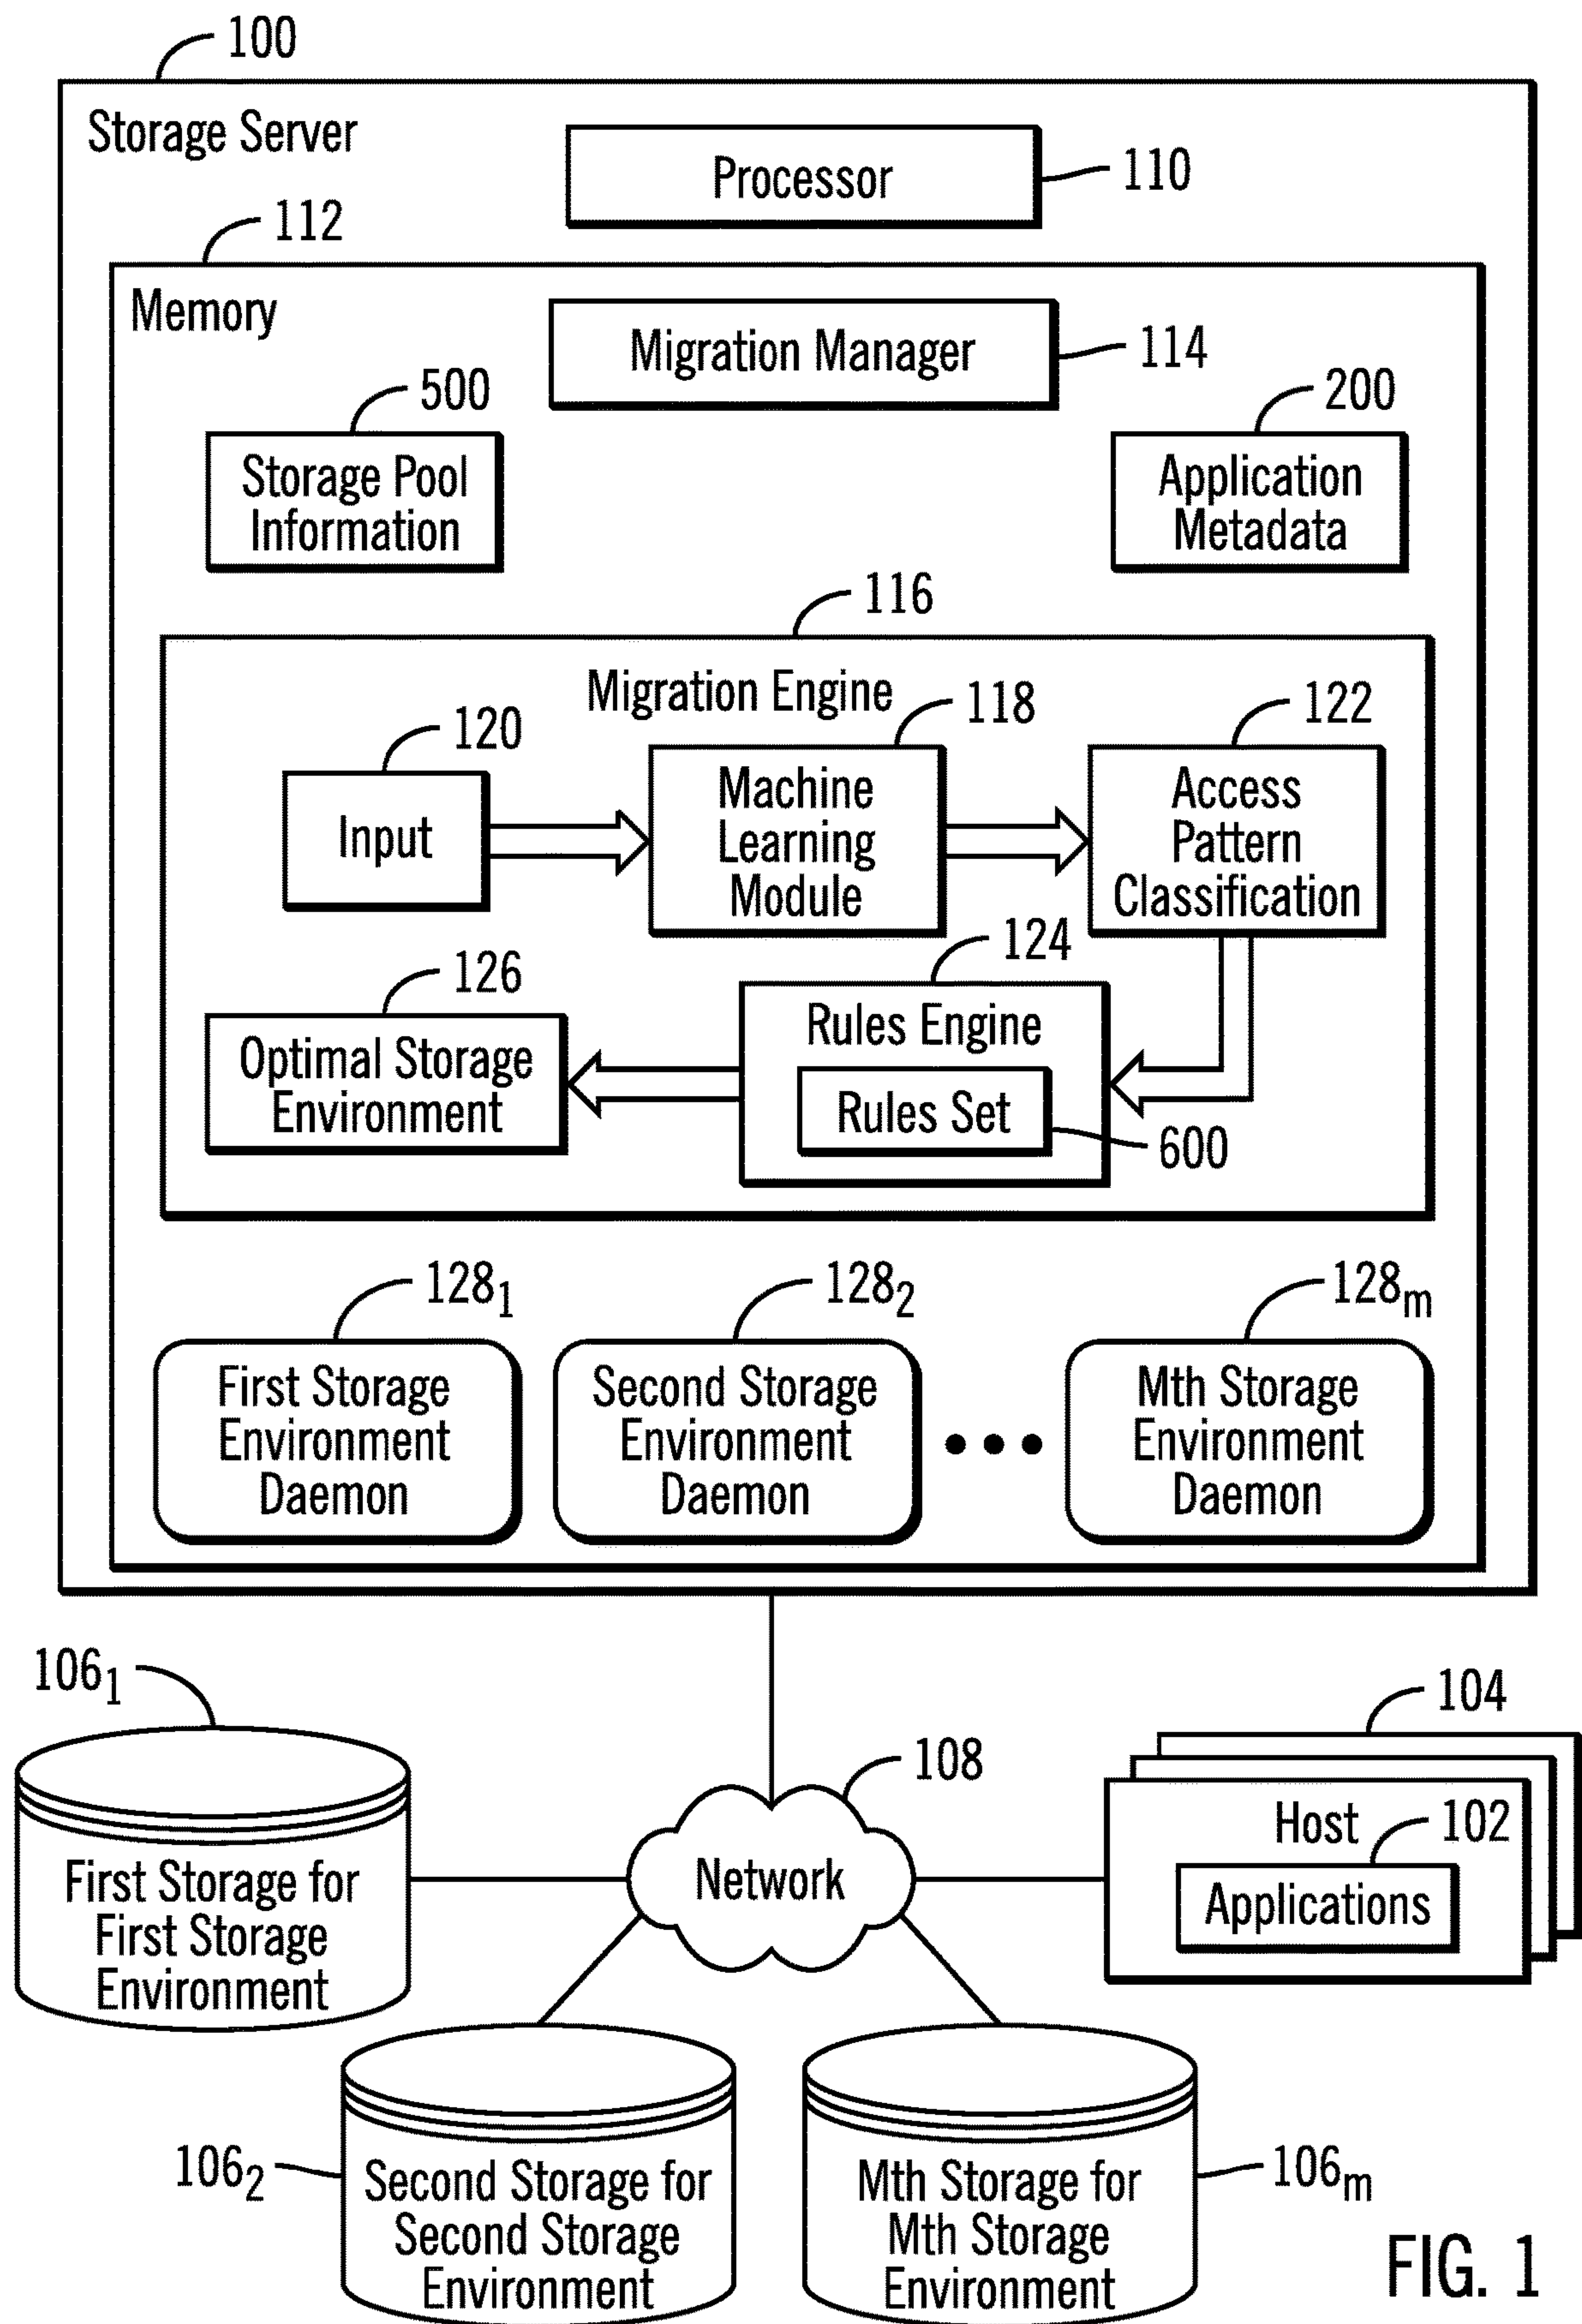 100
Storage Server
Processor
110
112
Memory
Migration Manager
114
500
Storage Pool
Information
200
Application
Metadata
116
Migration Engine
120
Input
118
Machine
Learning
Module
122
Access
Pattern
Classification
124
Rules Engine
Rules Set
600
126
Optimal Storage
Environment
128₁
First Storage
Environment
Daemon
128₂
Second Storage
Environment
Daemon
128ₘ
Mth Storage
Environment
Daemon
106₁
First Storage for
First Storage
Environment
108
Network
104
Host
102
Applications
106₂
Second Storage for
Second Storage
Environment
Mth Storage for
Mth Storage
Environment
106ₘ
FIG. 1